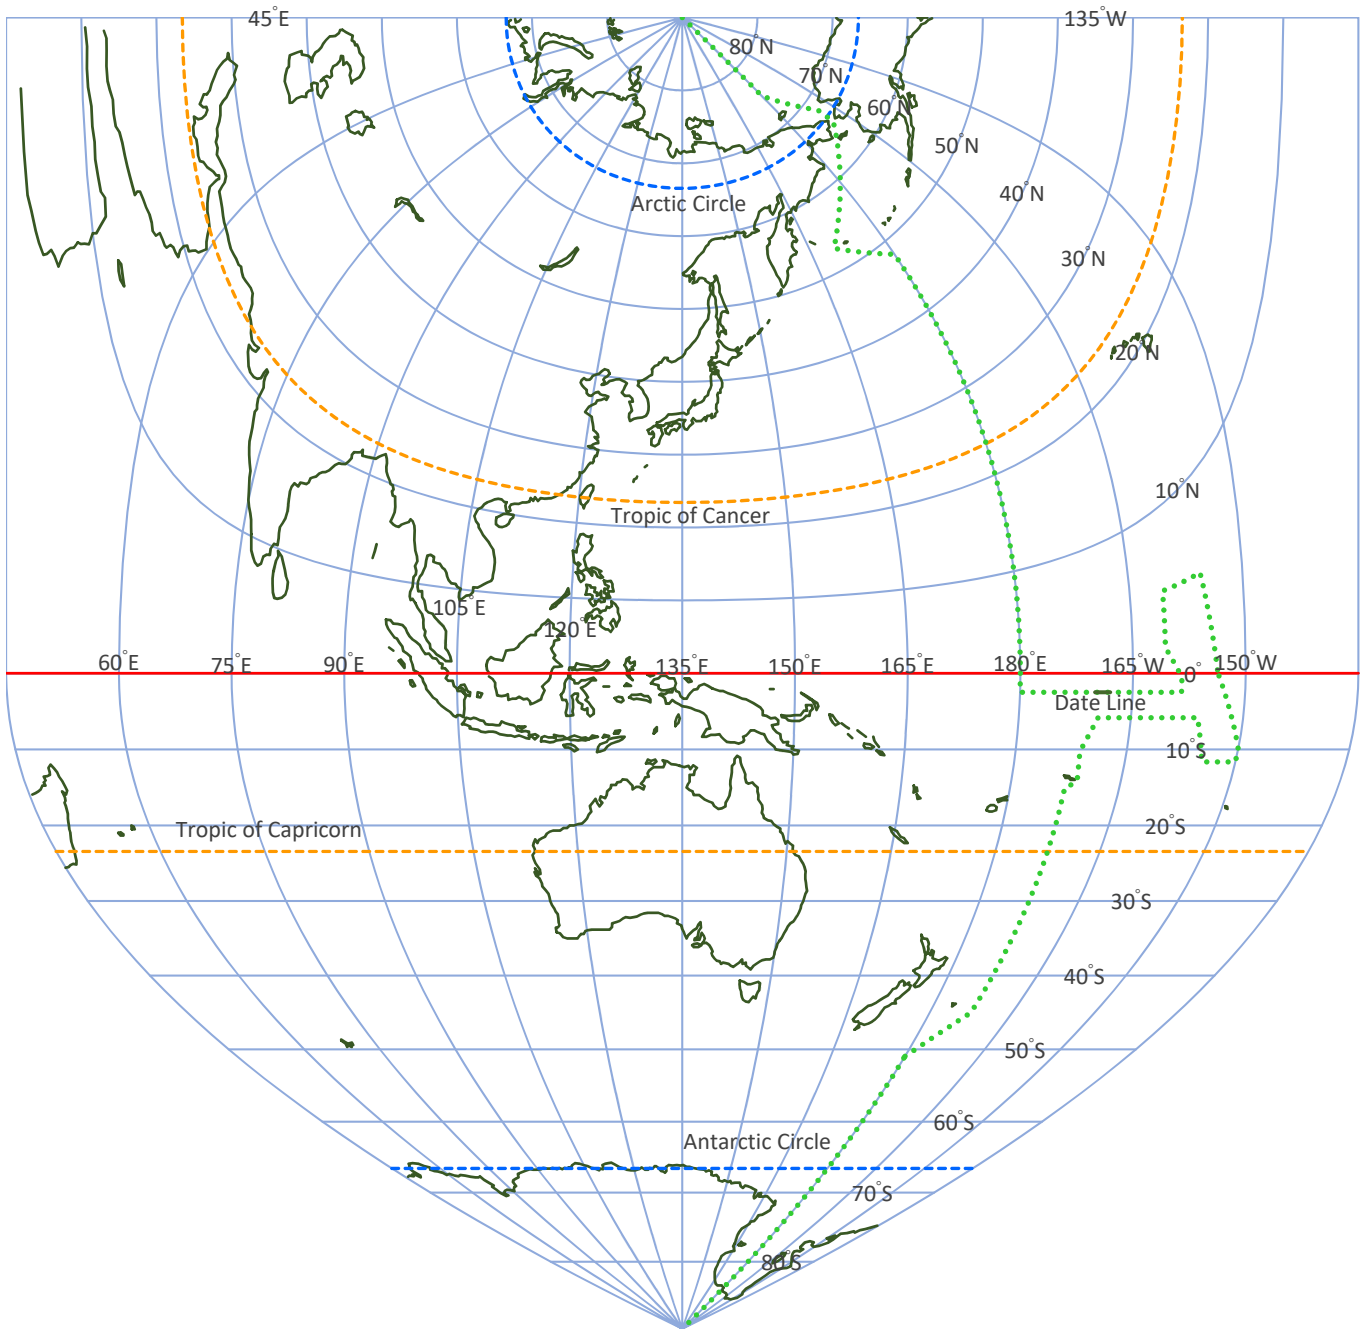 45°E
135°W
80°N
70°N
60°N
50°N
40°N
Arctic Circle
30°N
20°N
10°N
Tropic of Cancer
105°E
120°E
60°E
75°E
90°E
135°E
150°E
165°E
180°E
165°W
150°W
0°
Date Line
10°S
20°S
Tropic of Capricorn
30°S
40°S
50°S
60°S
Antarctic Circle
70°S
80°S